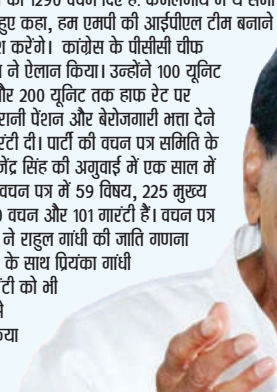 को 1290 वचन दिए हैं. कमलनाथ ने ये सभी
हुए कहा, हम एमपी की आईपीएल टीम बनाने
करेंगे। कांग्रेस के पीसीसी चीफ
ने ऐलान किया। उन्होंने 100 यूनिट
और 200 यूनिट तक हाफ रेट पर
पुरानी पेंशन और बेरोजगारी भत्ता देने
रंटी दी। पार्टी की वचन पत्र समिति के
जेंद्र सिंह की अगुवाई में एक साल में
वचन पत्र में 59 विषय, 225 मुख्य
वचन और 101 गारंटी हैं। वचन पत्र
ने राहुल गांधी की जाति गणना
के साथ प्रियंका गांधी
टी को भी